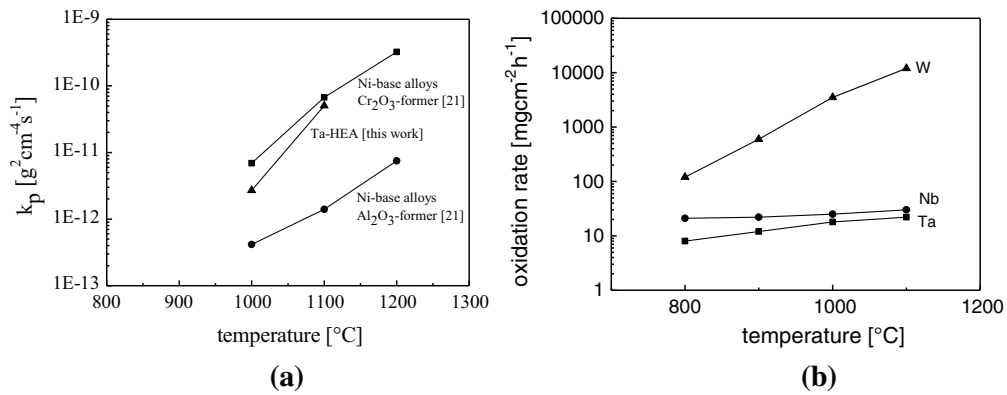 1E-9
1E-10
1E-11
1E-12
1E-13
kp [g2cm-4s-1]
Ni-base alloys
Cr2O3-former [21]
Ta-HEA [this work]
Ni-base alloys
Al2O3-former [21]
800 900 1000 1100 1200 1300
temperature [°C]
(a)
100000
10000
1000
100
10
1
oxidation rate [mgcm-2h-1]
W
Nb
Ta
800 1000 1200
temperature [°C]
(b)